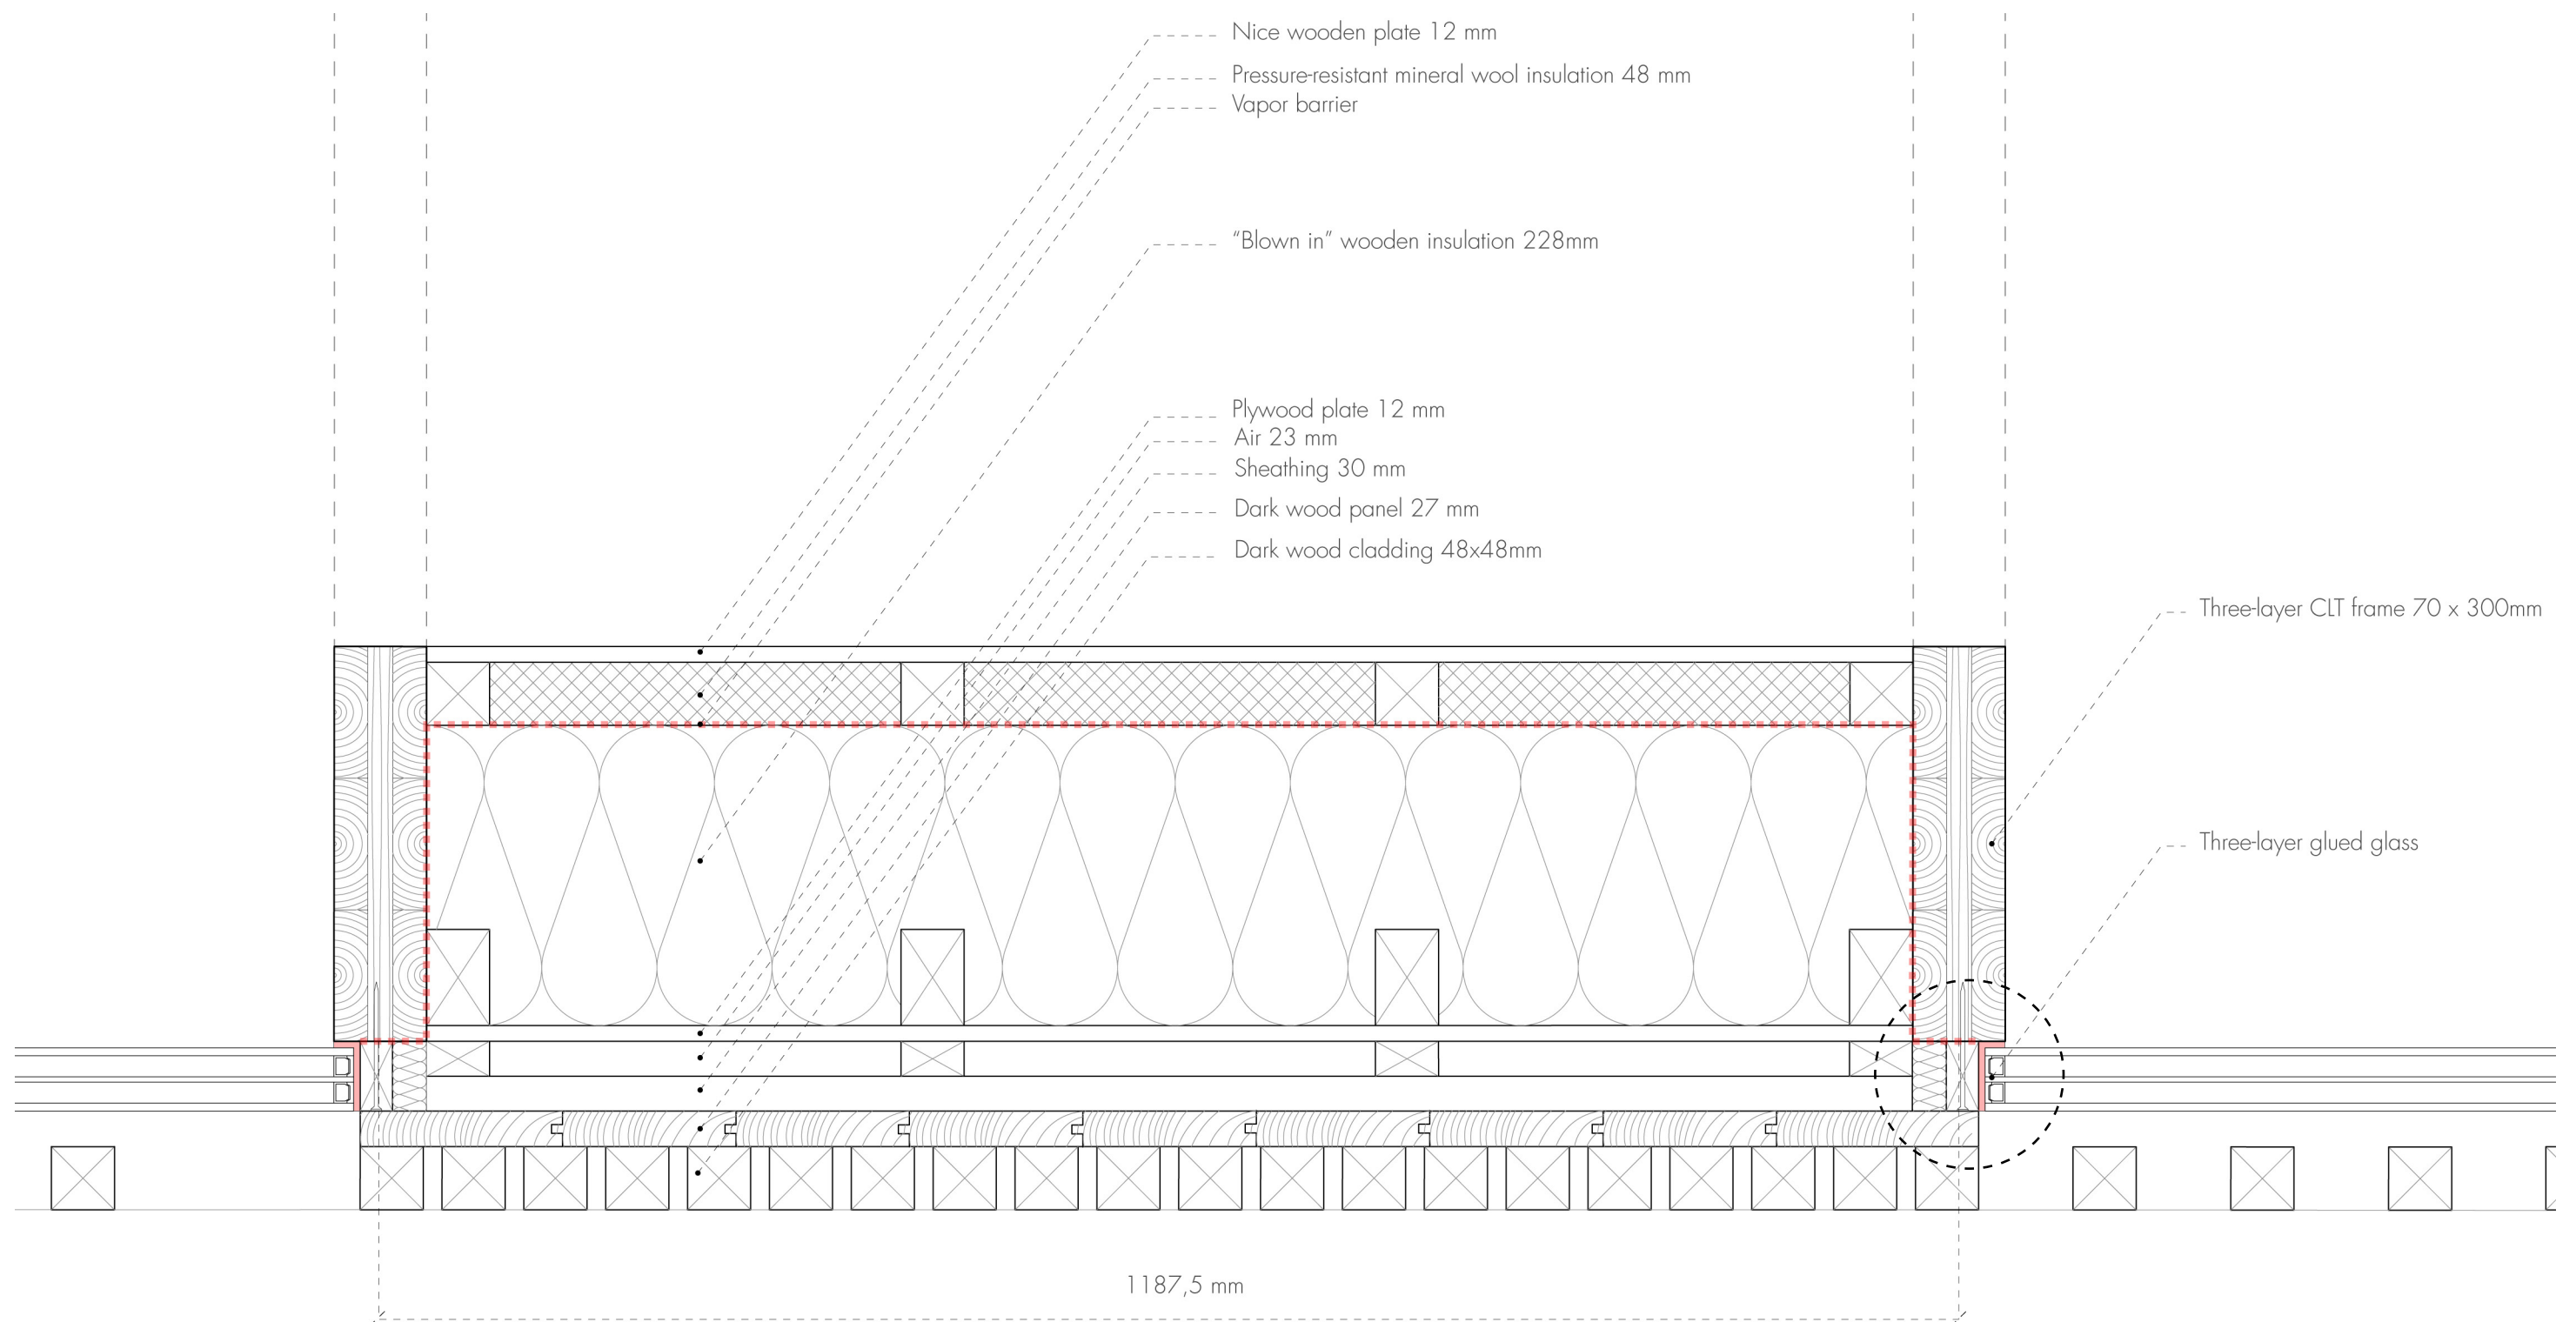 Nice wooden plate 12 mm
Pressure-resistant mineral wool insulation 48 mm
Vapor barrier
“Blown in” wooden insulation 228mm
Plywood plate 12 mm
Air 23 mm
Sheathing 30 mm
Dark wood panel 27 mm
Dark wood cladding 48x48mm
Three-layer CLT frame 70 x 300mm
Three-layer glued glass
1187,5 mm